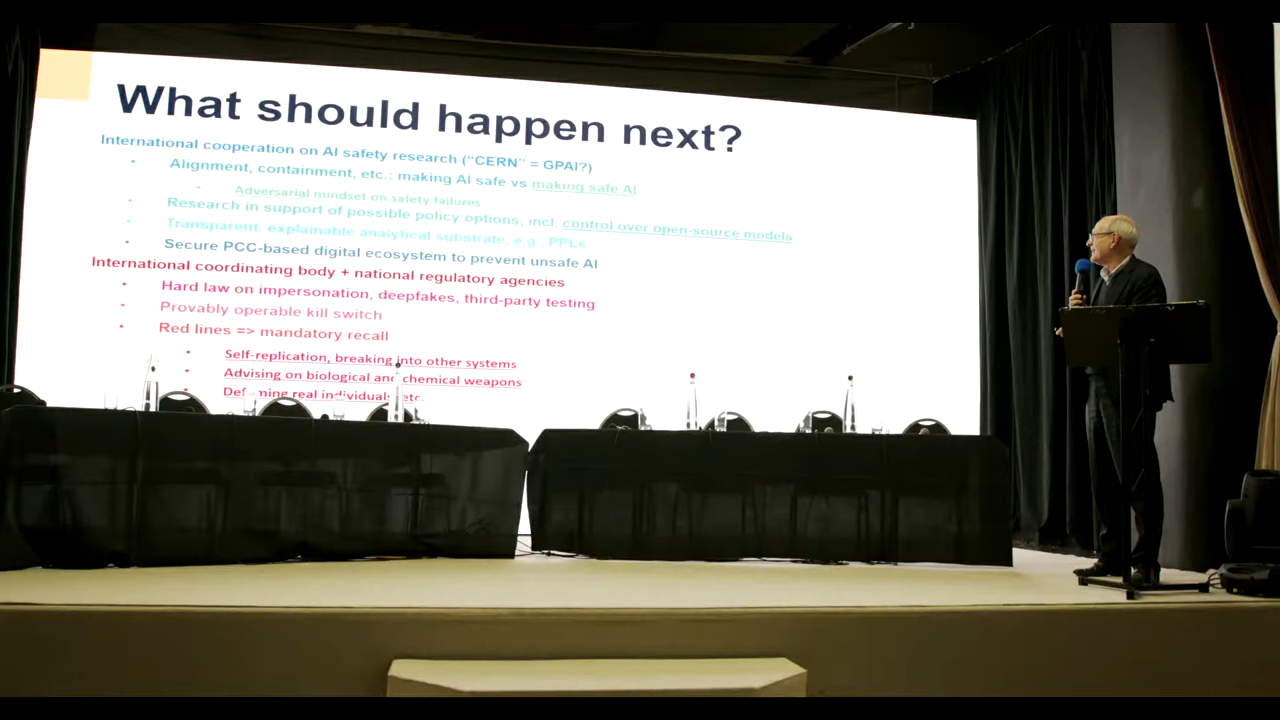 What should happen next?
International cooperation on AI safety research ("CERN" = GPAI?)
• Alignment, containment, etc.: making AI safe vs making safe AI
• Adversarial mindset on safety failures
• Research in support of possible policy options, incl. control over open-source models
• Transparent, explainable analytical substrate, e.g., PPLs
• Secure PCC-based digital ecosystem to prevent unsafe AI
International coordinating body + national regulatory agencies
• Hard law on impersonation, deepfakes, third-party testing
• Provably operable kill switch
• Red lines => mandatory recall
• Self-replication, breaking into other systems
• Advising on biological and chemical weapons
• Defaming real individuals, etc.